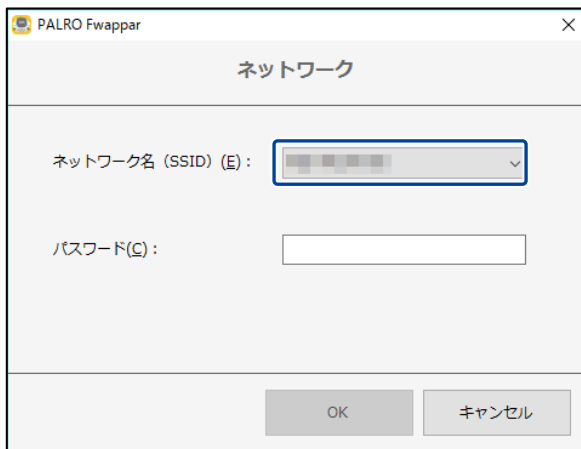 PALRO Fwappar
ネットワーク
ネットワーク名（SSID）(E)：
パスワード(C)：
OK
キャンセル